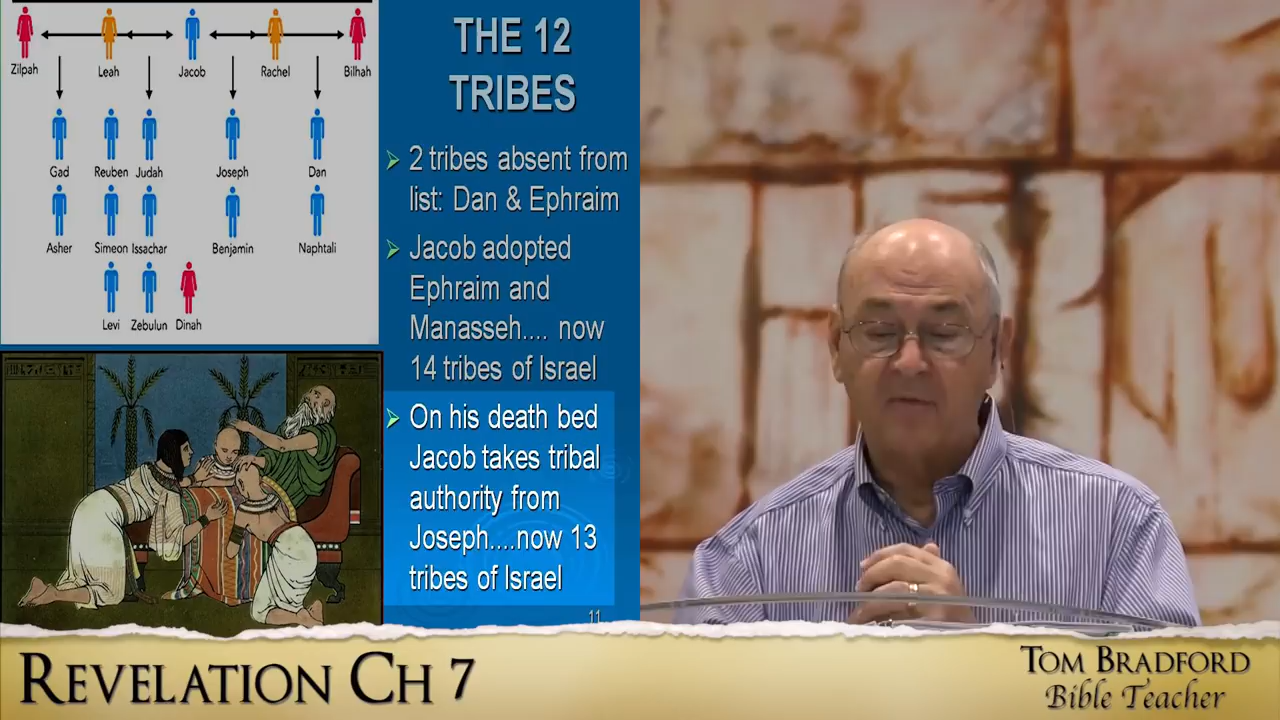 Zilpah Leah Jacob Rachel Bilhah
Gad Reuben Judah Joseph Dan
Asher Simeon Issachar Benjamin Naphtali
Levi Zebulun Dinah
THE 12
TRIBES
2 tribes absent from
list: Dan & Ephraim
Jacob adopted
Ephraim and
Manasseh.... now
14 tribes of Israel
On his death bed
Jacob takes tribal
authority from
Joseph....now 13
tribes of Israel
11
REVELATION CH 7
TOM BRADFORD
Bible Teacher